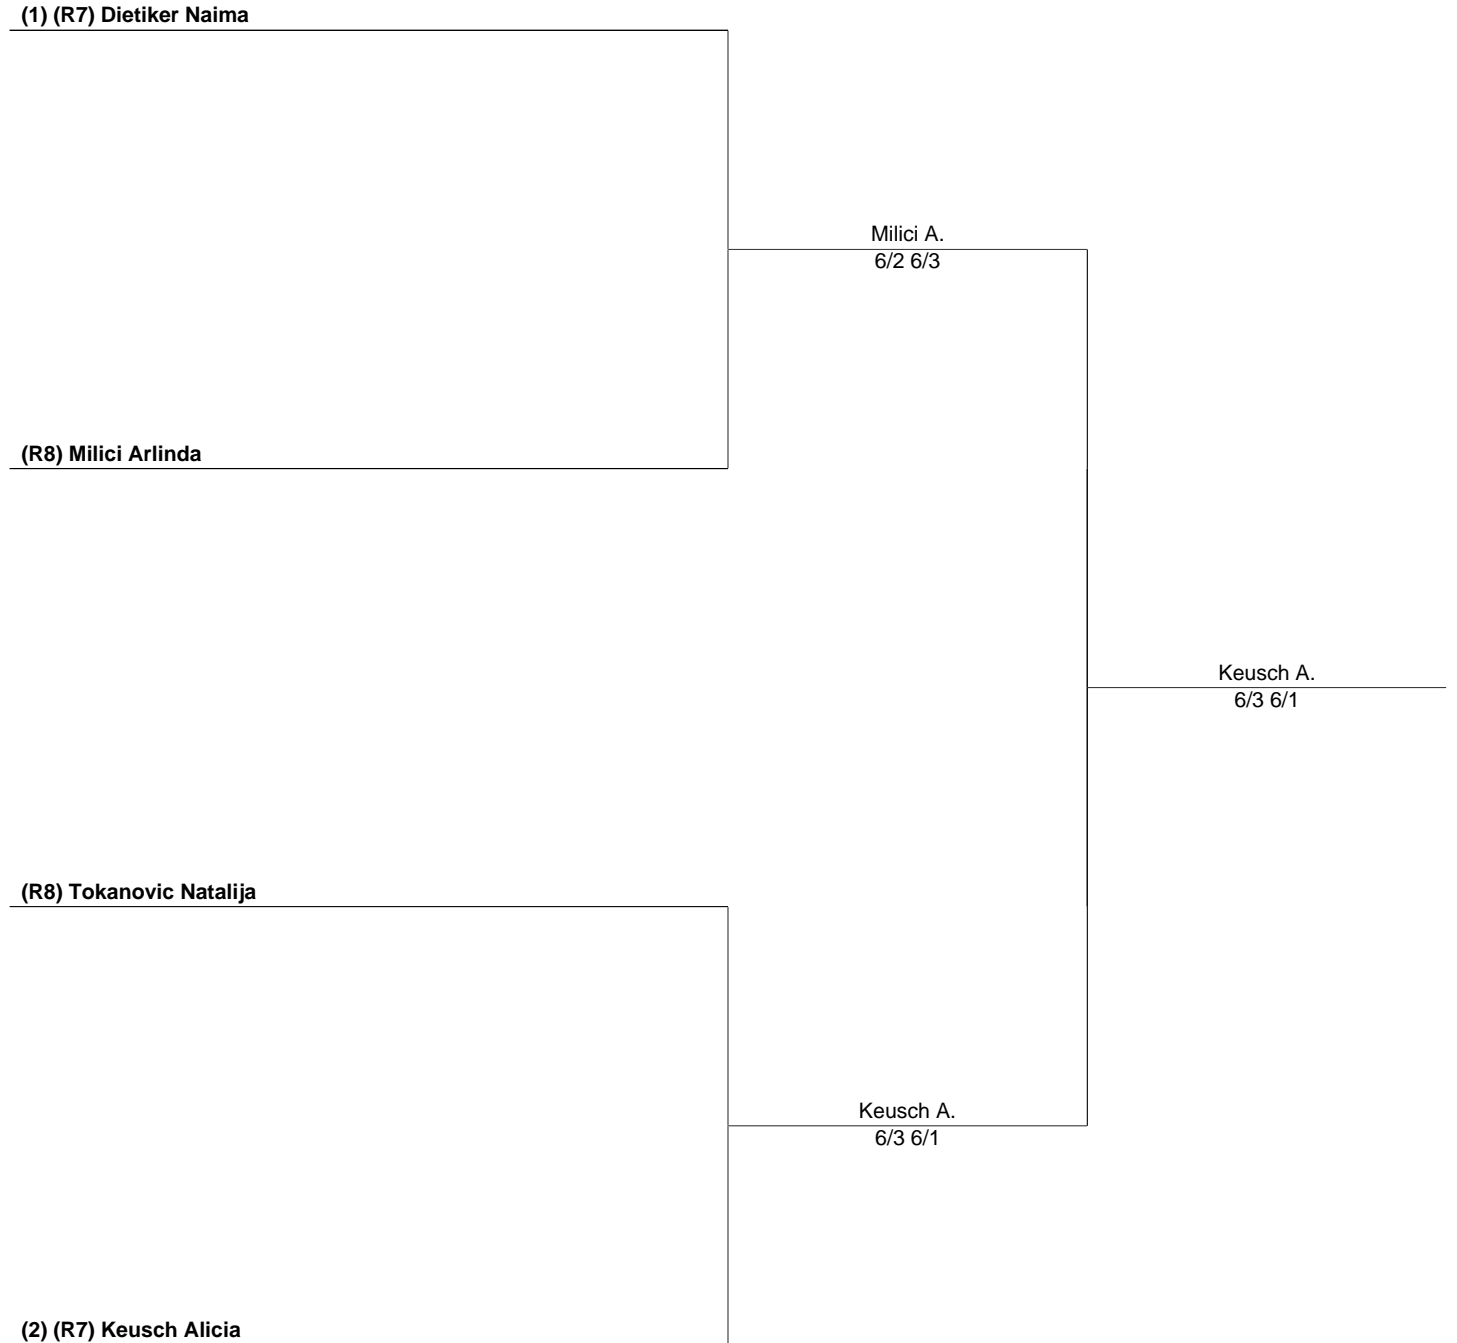 (1) (R7) Dietiker Naima
Milici A.
6/2 6/3
(R8) Milici Arlinda
Keusch A.
6/3 6/1
(R8) Tokanovic Natalija
Keusch A.
6/3 6/1
(2) (R7) Keusch Alicia